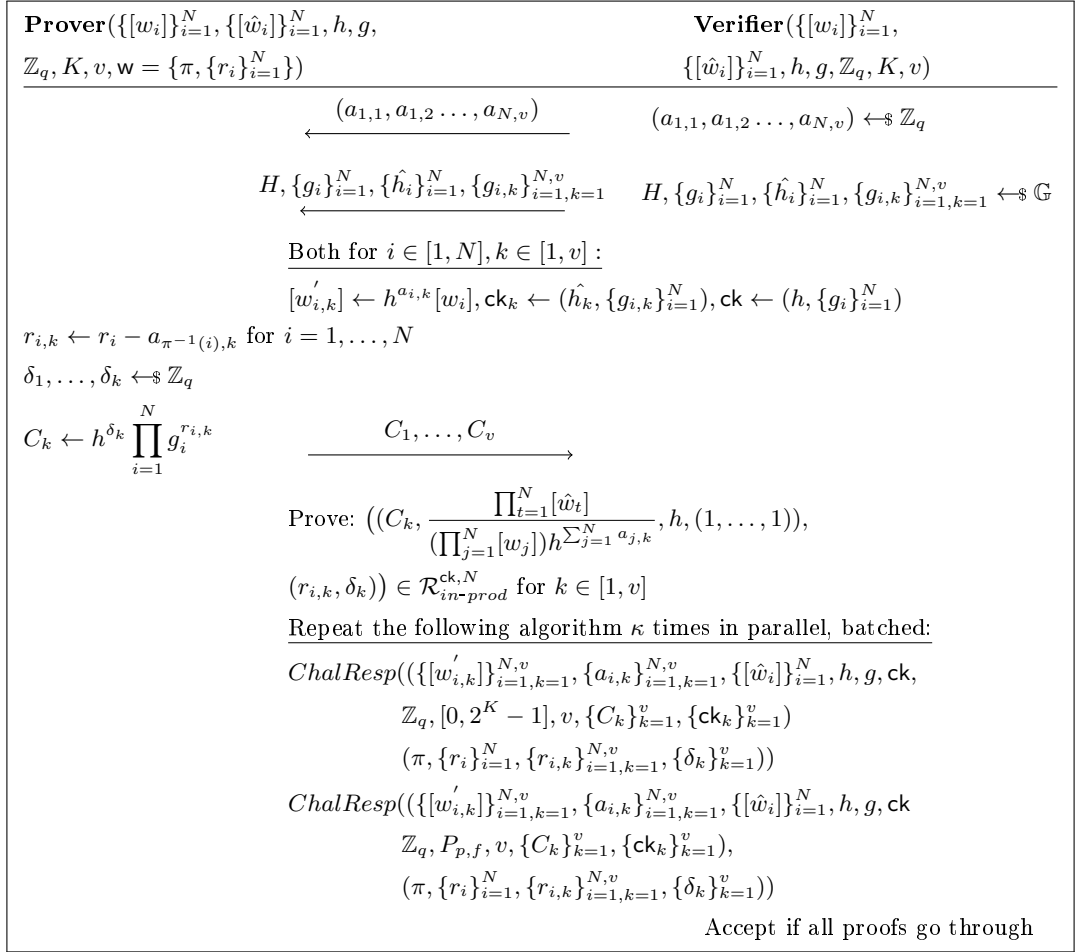 Prover({[w_i]}_{i=1}^N, {[ŵ_i]}_{i=1}^N, h, g, Verifier({[w_i]}_{i=1}^N,
ℤ_q, K, v, w = {π, {r_i}_{i=1}^N}) {[ŵ_i]}_{i=1}^N, h, g, ℤ_q, K, v)
(a_{1,1}, a_{1,2} …, a_{N,v}) (a_{1,1}, a_{1,2} …, a_{N,v}) ←$ ℤ_q
H, {g_i}_{i=1}^N, {ĥ_i}_{i=1}^N, {g_{i,k}}_{i=1,k=1}^{N,v} H, {g_i}_{i=1}^N, {ĥ_i}_{i=1}^N, {g_{i,k}}_{i=1,k=1}^{N,v} ←$ 𝔾
Both for i ∈ [1, N], k ∈ [1, v] :
[w'_{i,k}] ← h^{a_{i,k}}[w_i], ck_k ← (ĥ_k, {g_{i,k}}_{i=1}^N), ck ← (h, {g_i}_{i=1}^N)
r_{i,k} ← r_i − a_{π^{-1}(i),k} for i = 1, …, N
δ_1, …, δ_k ←$ ℤ_q
C_k ← h^{δ_k} ∏_{i=1}^N g_i^{r_{i,k}} C_1, …, C_v
Prove: ((C_k, \frac{∏_{t=1}^N [ŵ_t]}{(∏_{j=1}^N [w_j])h^{∑_{j=1}^N a_{j,k}}}, h, (1, …, 1)),
(r_{i,k}, δ_k)) ∈ ℛ_{in-prod}^{ck,N} for k ∈ [1, v]
Repeat the following algorithm κ times in parallel, batched:
ChalResp(({[w'_{i,k}]}_{i=1,k=1}^{N,v}, {a_{i,k}}_{i=1,k=1}^{N,v}, {[ŵ_i]}_{i=1}^N, h, g, ck,
ℤ_q, [0, 2^K − 1], v, {C_k}_{k=1}^v, {ck_k}_{k=1}^v)
(π, {r_i}_{i=1}^N, {r_{i,k}}_{i=1,k=1}^{N,v}, {δ_k}_{k=1}^v))
ChalResp(({[w'_{i,k}]}_{i=1,k=1}^{N,v}, {a_{i,k}}_{i=1,k=1}^{N,v}, {[ŵ_i]}_{i=1}^N, h, g, ck
ℤ_q, P_{p,f}, v, {C_k}_{k=1}^v, {ck_k}_{k=1}^v),
(π, {r_i}_{i=1}^N, {r_{i,k}}_{i=1,k=1}^{N,v}, {δ_k}_{k=1}^v))
Accept if all proofs go through